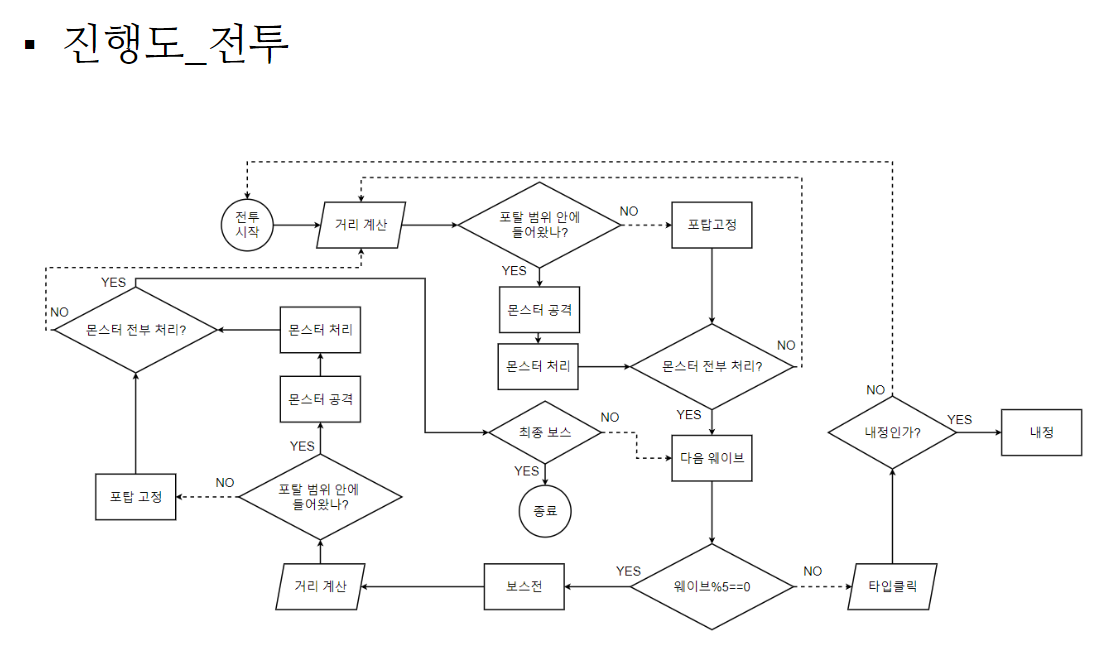 ▪ 진행도_전투
전투
시작
거리 계산
포탈 범위 안에
들어왔나?
NO
포탑고정
YES
몬스터 공격
몬스터 처리
몬스터 전부 처리?
NO
YES
YES
NO
몬스터 전부 처리?
몬스터 처리
몬스터 공격
YES
포탈 범위 안에
들어왔나?
NO
포탑 고정
거리 계산
최종 보스
NO
YES
종료
다음 웨이브
웨이브%5==0
YES
보스전
NO
타입클릭
내정인가?
NO
YES
내정